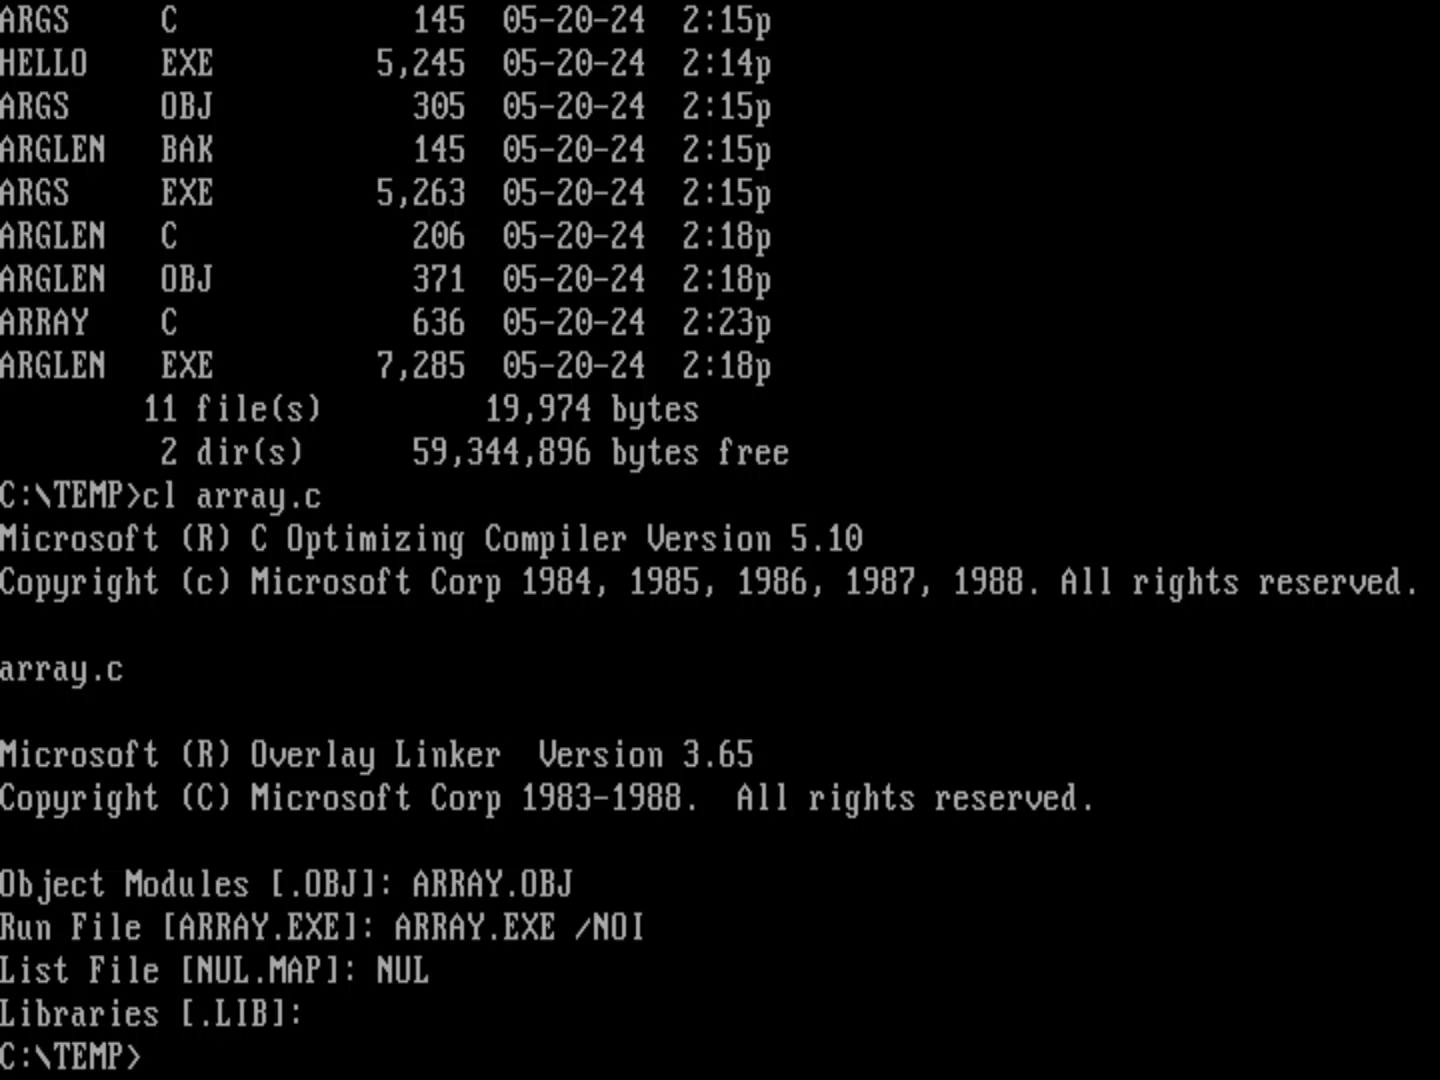 ARGS     C             145  05-20-24  2:15p
HELLO    EXE         5,245  05-20-24  2:14p
ARGS     OBJ           305  05-20-24  2:15p
ARGLEN   BAK           145  05-20-24  2:15p
ARGS     EXE         5,263  05-20-24  2:15p
ARGLEN   C             206  05-20-24  2:18p
ARGLEN   OBJ           371  05-20-24  2:18p
ARRAY    C             636  05-20-24  2:23p
ARGLEN   EXE         7,285  05-20-24  2:18p
        11 file(s)         19,974 bytes
         2 dir(s)      59,344,896 bytes free
C:\TEMP>cl array.c
Microsoft (R) C Optimizing Compiler Version 5.10
Copyright (c) Microsoft Corp 1984, 1985, 1986, 1987, 1988. All rights reserved.
array.c
Microsoft (R) Overlay Linker  Version 3.65
Copyright (C) Microsoft Corp 1983-1988.  All rights reserved.
Object Modules [.OBJ]: ARRAY.OBJ
Run File [ARRAY.EXE]: ARRAY.EXE /NOI
List File [NUL.MAP]: NUL
Libraries [.LIB]:
C:\TEMP>